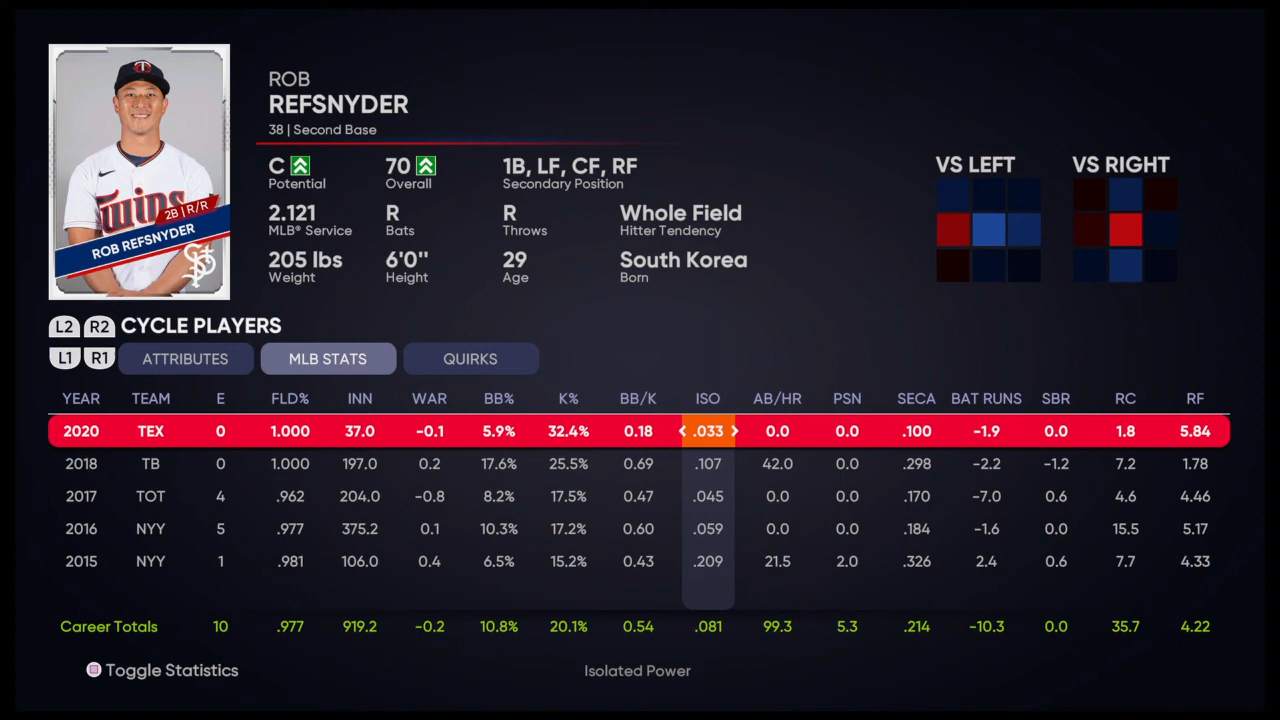 ROB
REFSNYDER
38 | Second Base
C 70 1B, LF, CF, RF
Potential Overall Secondary Position
2.121 R R Whole Field
MLB® Service Bats Throws Hitter Tendency
205 lbs 6'0'' 29 South Korea
Weight Height Age Born
VS LEFT VS RIGHT
Twins
2B | R/R
ROB REFSNYDER
L2 R2 CYCLE PLAYERS
L1 R1 ATTRIBUTES MLB STATS QUIRKS
YEAR TEAM E FLD% INN WAR BB% K% BB/K ISO AB/HR PSN SECA BAT RUNS SBR RC RF
2020 TEX 0 1.000 37.0 -0.1 5.9% 32.4% 0.18 .033 0.0 0.0 .100 -1.9 0.0 1.8 5.84
2018 TB 0 1.000 197.0 0.2 17.6% 25.5% 0.69 .107 42.0 0.0 .298 -2.2 -1.2 7.2 1.78
2017 TOT 4 .962 204.0 -0.8 8.2% 17.5% 0.47 .045 0.0 0.0 .170 -7.0 0.6 4.6 4.46
2016 NYY 5 .977 375.2 0.1 10.3% 17.2% 0.60 .059 0.0 0.0 .184 -1.6 0.0 15.5 5.17
2015 NYY 1 .981 106.0 0.4 6.5% 15.2% 0.43 .209 21.5 2.0 .326 2.4 0.6 7.7 4.33
Career Totals 10 .977 919.2 -0.2 10.8% 20.1% 0.54 .081 99.3 5.3 .214 -10.3 0.0 35.7 4.22
Toggle Statistics Isolated Power